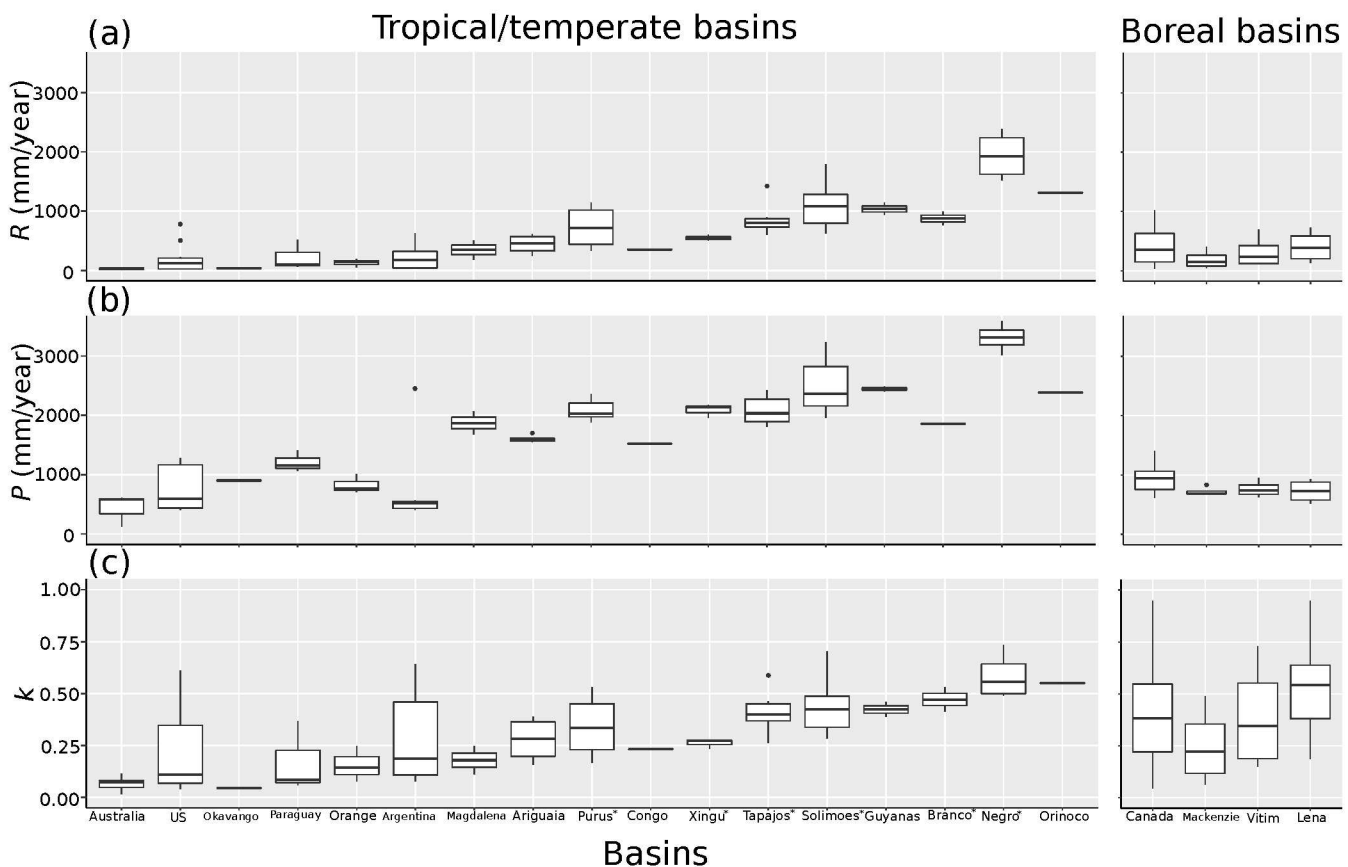 (a)
Tropical/temperate basins
Boreal basins
R (mm/year)
3000
2000
1000
0
(b)
P (mm/year)
3000
2000
1000
0
(c)
k
1.00
0.75
0.50
0.25
0.00
Australia US Okavango Paraguay Orange Argentina Magdalena Ariguaia Purus* Congo Xingu* Tapajos* Solimoes* Guyanas Branco* Negro* Orinoco
Canada Mackenzie Vitim Lena
Basins